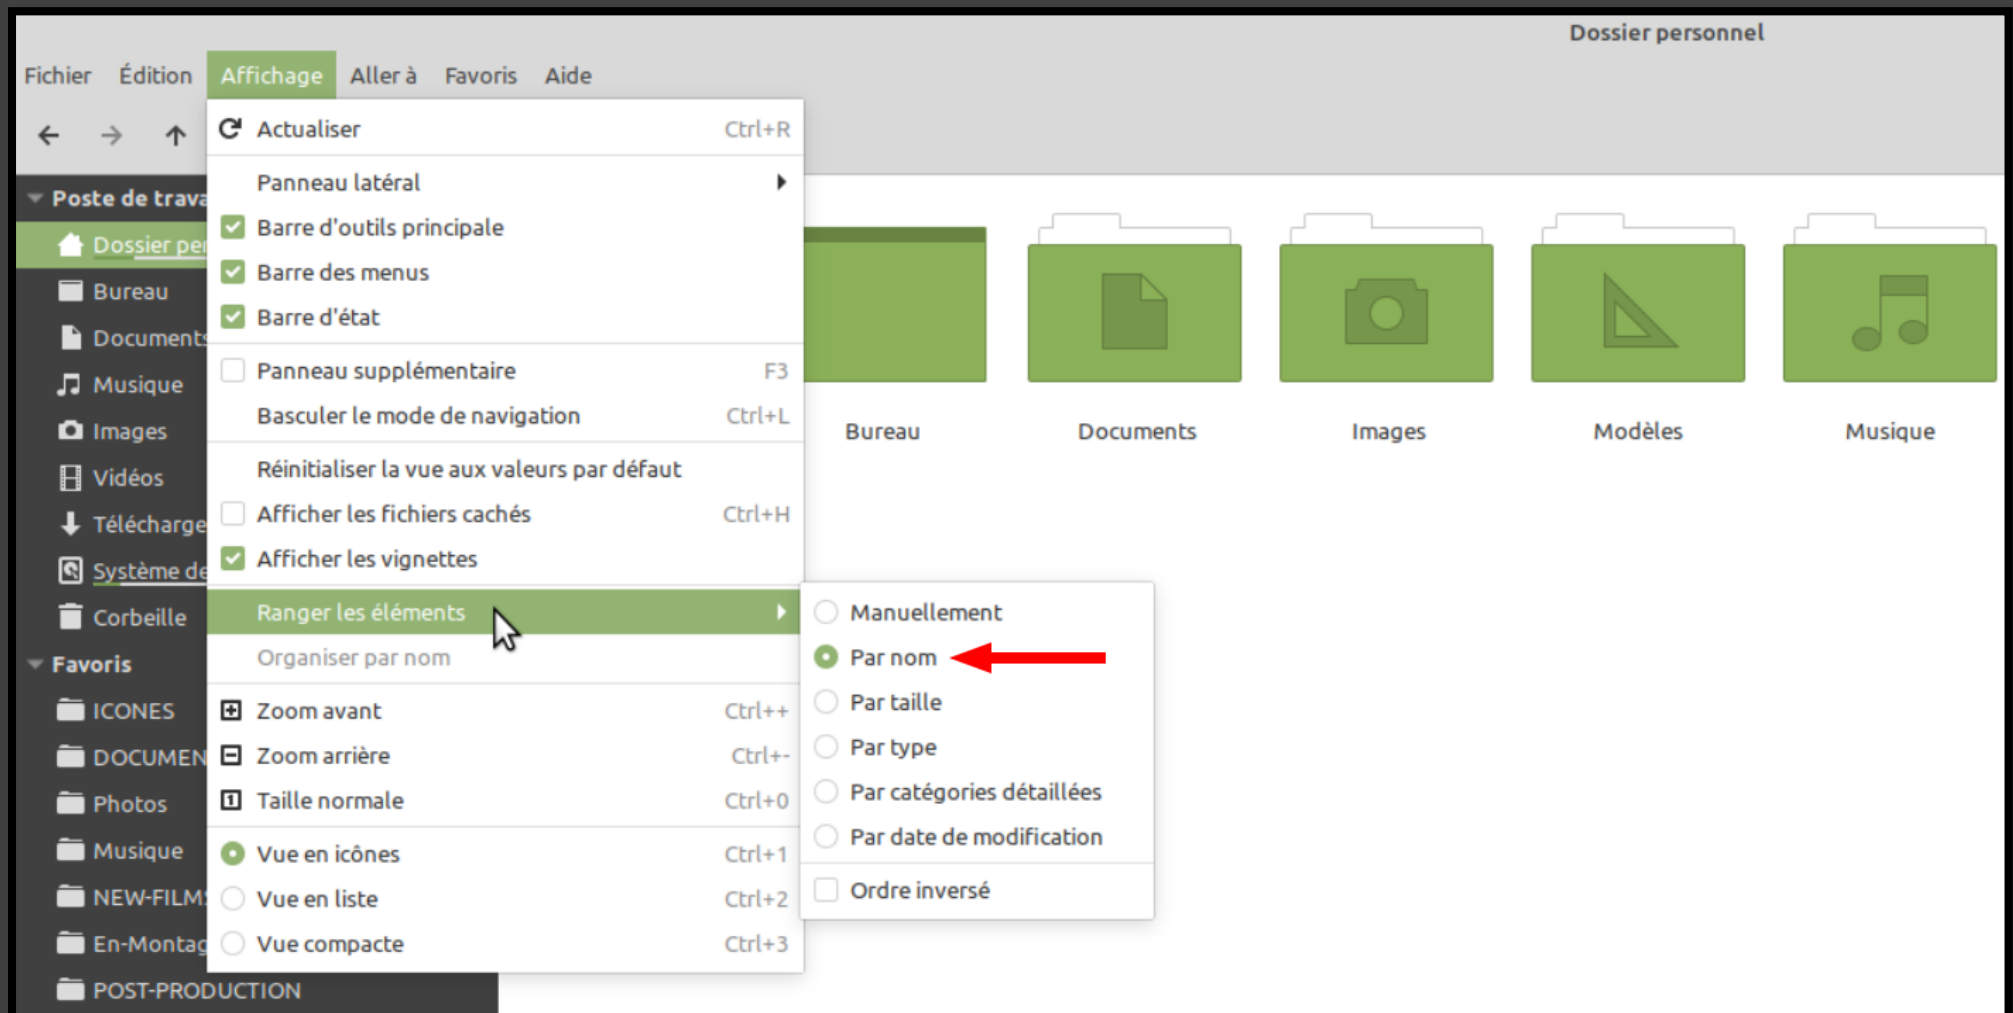 Dossier personnel
Fichier Édition Affichage Aller à Favoris Aide
Actualiser Ctrl+R
Panneau latéral
Barre d'outils principale
Barre des menus
Barre d'état
Panneau supplémentaire F3
Basculer le mode de navigation Ctrl+L
Réinitialiser la vue aux valeurs par défaut
Afficher les fichiers cachés Ctrl+H
Afficher les vignettes
Ranger les éléments
Organiser par nom
Zoom avant Ctrl++
Zoom arrière Ctrl+-
Taille normale Ctrl+0
Vue en icônes Ctrl+1
Vue en liste Ctrl+2
Vue compacte Ctrl+3
Manuellement
Par nom
Par taille
Par type
Par catégories détaillées
Par date de modification
Ordre inversé
Poste de trava
Dossier per
Bureau
Documents
Musique
Images
Vidéos
Télécharge
Système de
Corbeille
Favoris
ICONES
DOCUMEN
Photos
Musique
NEW-FILMS
En-Montag
POST-PRODUCTION
Bureau Documents Images Modèles Musique